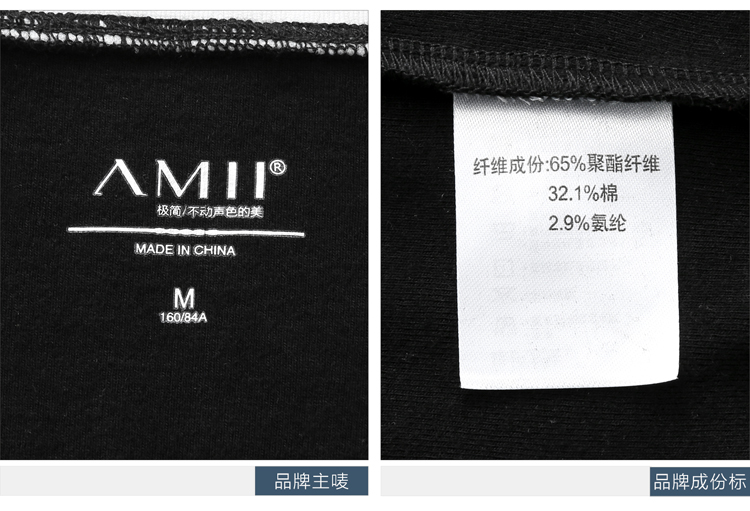 AMII®
极简/不动声色的美
MADE IN CHINA
M
160/84A
品牌主唛
纤维成份:65%聚酯纤维
32.1%棉
2.9%氨纶
品牌成份标